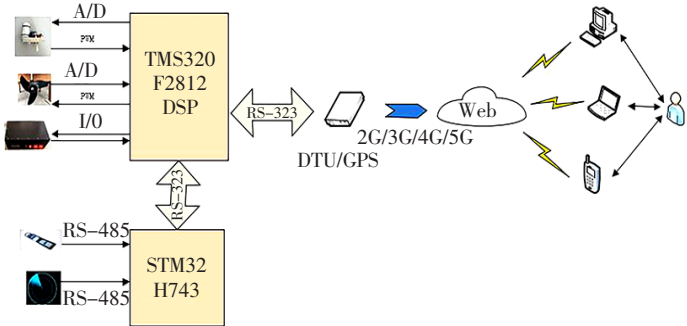 A/D
PWM
A/D
PWM
I/0
TMS320
F2812
DSP
RS-323
DTU/GPS
2G/3G/4G/5G
Web
RS-323
RS-485
RS-485
STM32
H743